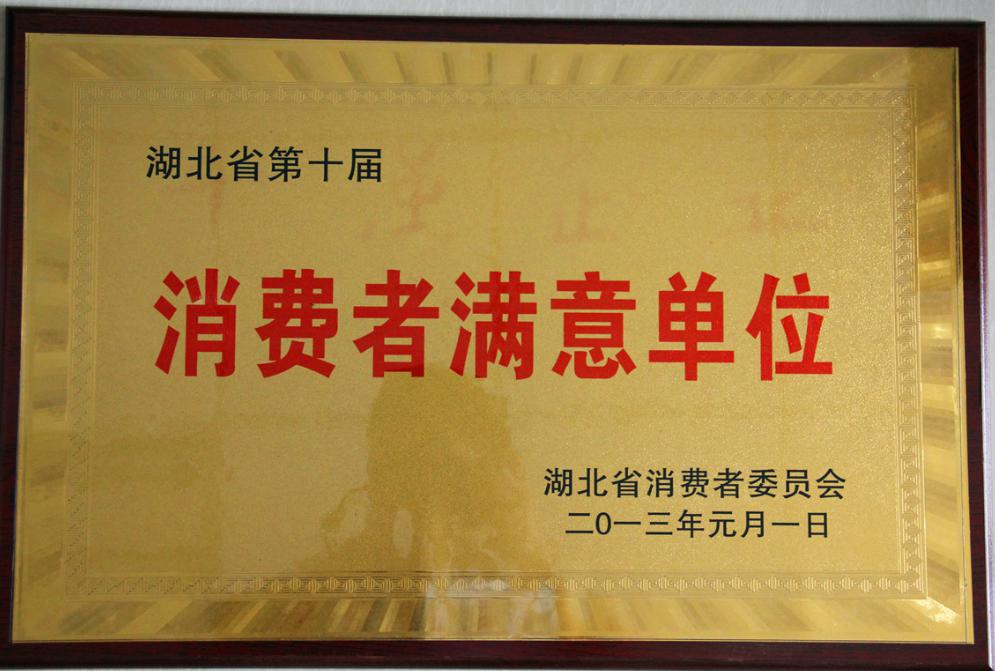 湖北省第十届
消费者满意单位
湖北省消费者委员会
二0一三年元月一日